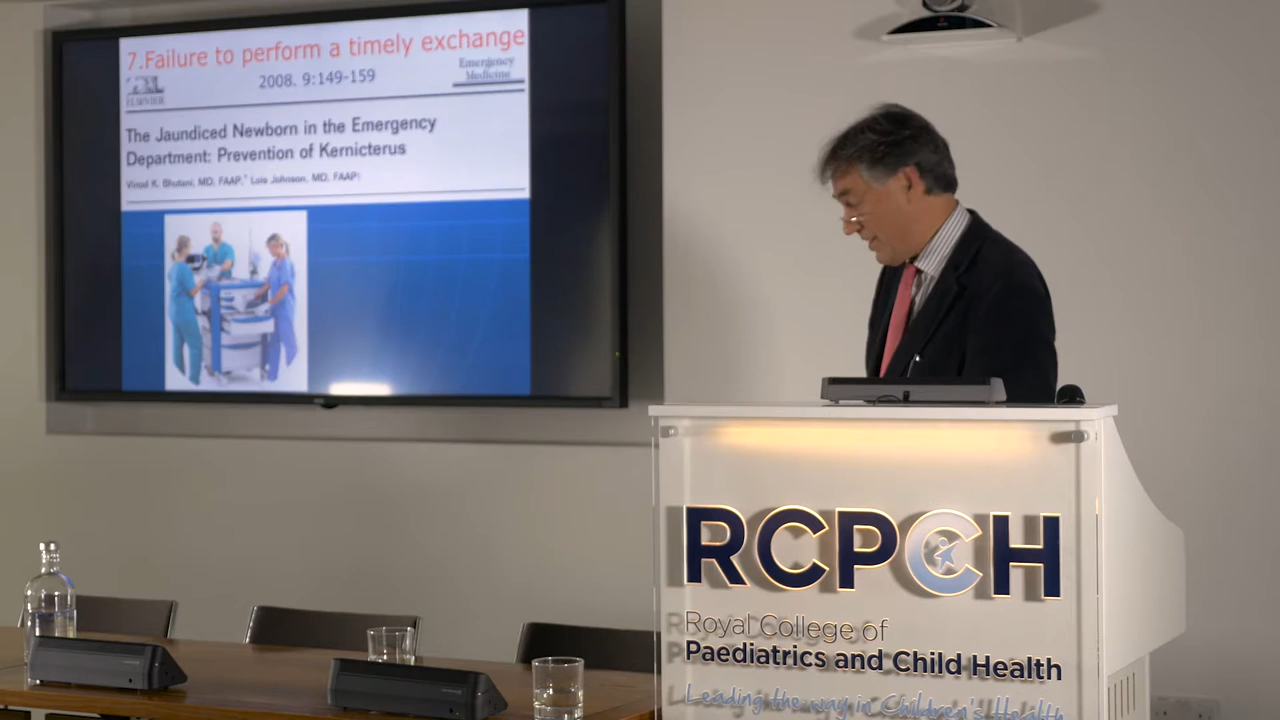 7.Failure to perform a timely exchange
2008. 9:149-159
ELSEVIER
Emergency
Medicine
The Jaundiced Newborn in the Emergency
Department: Prevention of Kernicterus
Vinod K. Bhutani, MD, FAAP,* Lois Johnson, MD, FAAP†
RCPCH
Royal College of
Paediatrics and Child Health
Leading the way in Children's Health